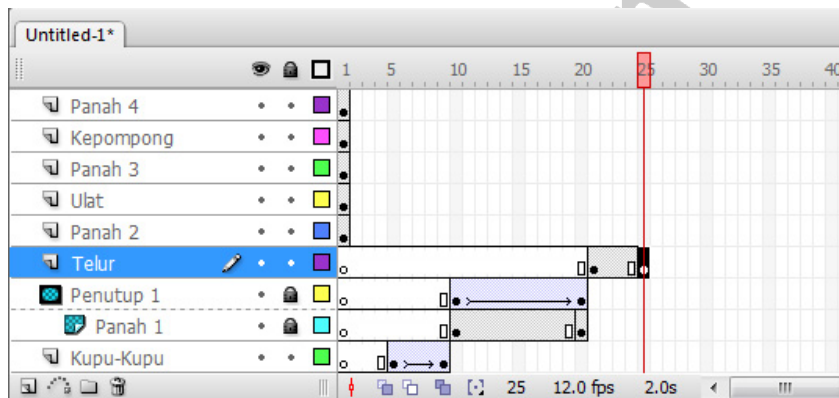 Untitled-1*
1 5 10 15 20 25 30 35 40
Panah 4
Kepompong
Panah 3
Ulat
Panah 2
Telur
Penutup 1
Panah 1
Kupu-Kupu
25 12.0 fps 2.0s